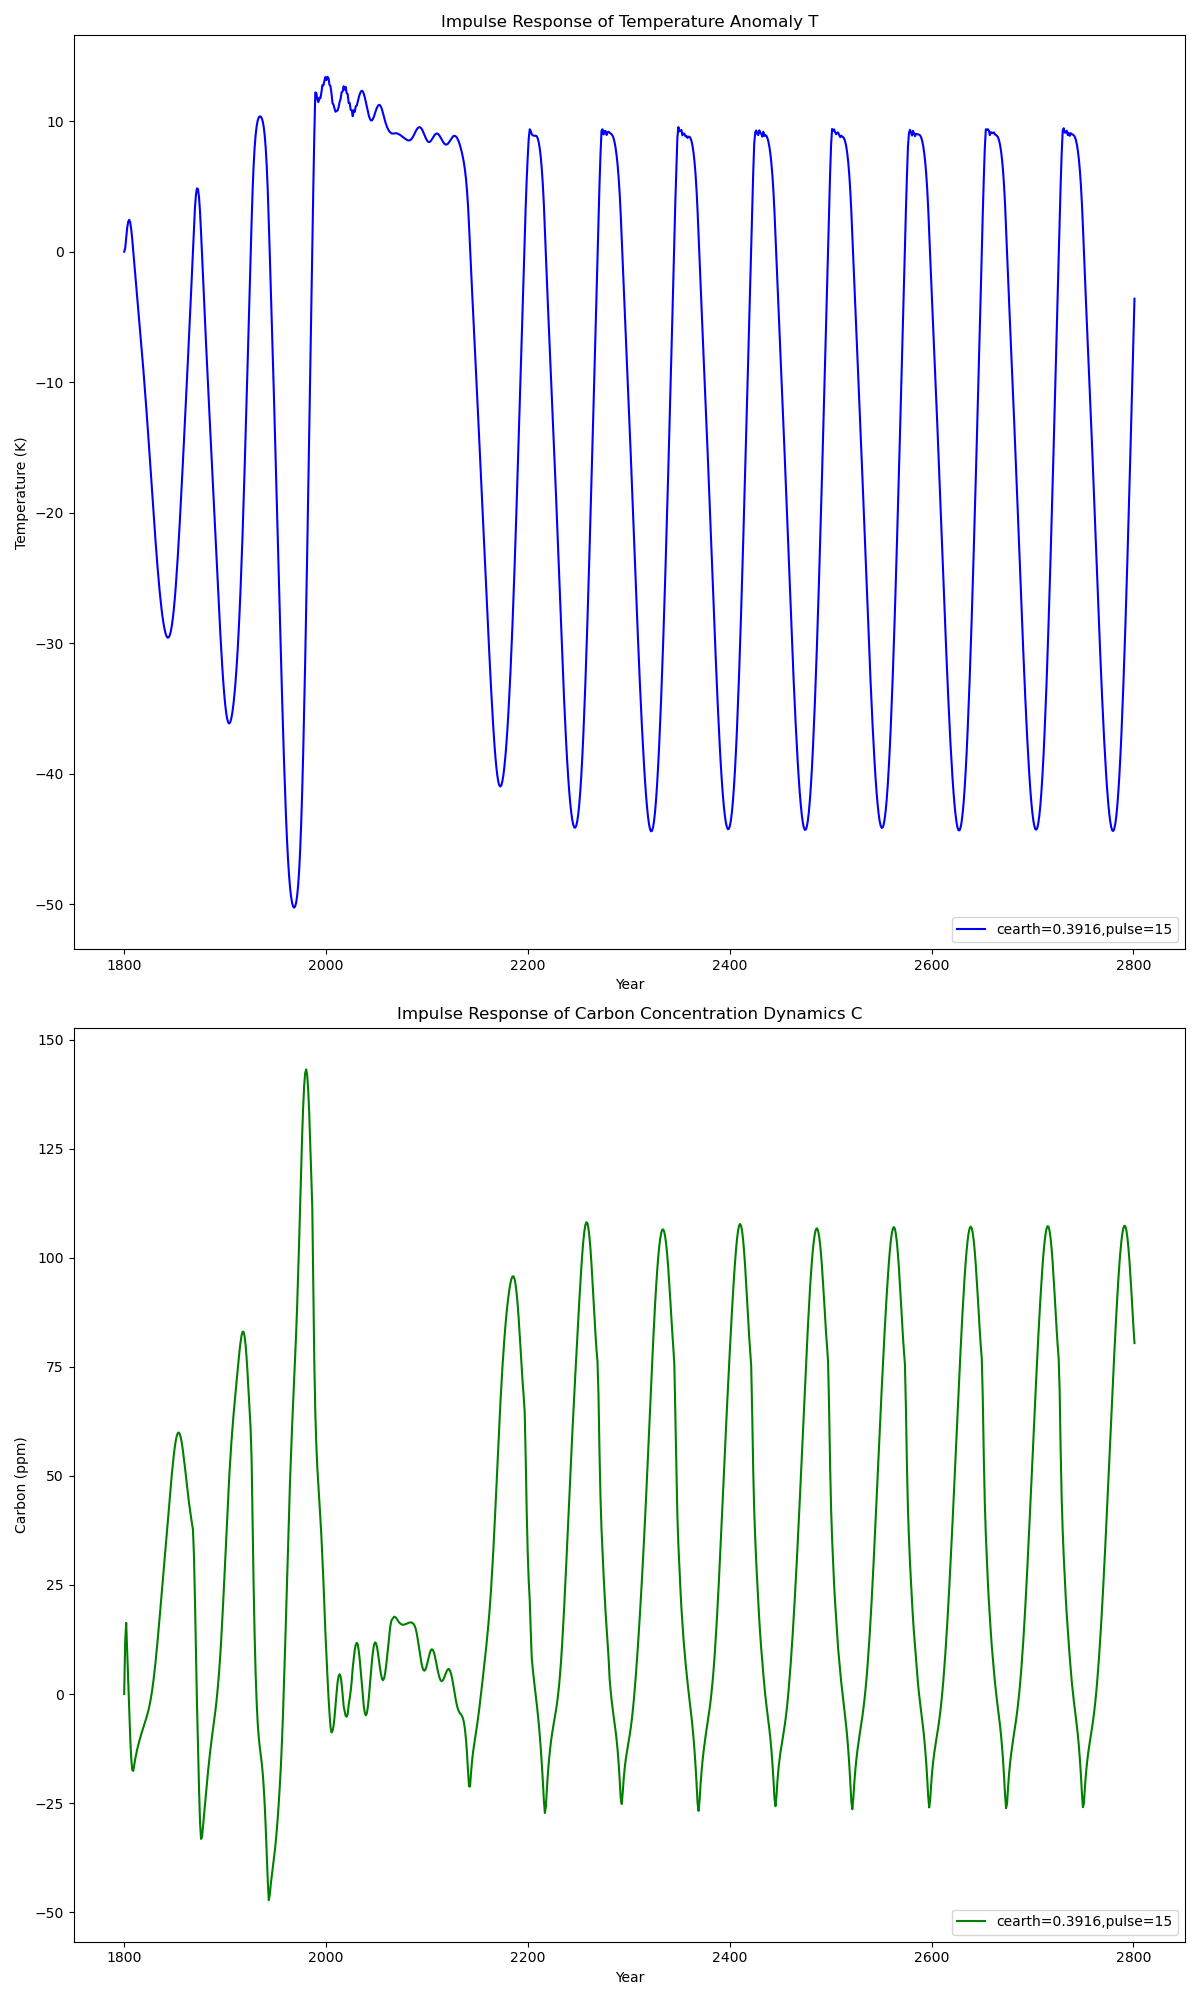 Impulse Response of Temperature Anomaly T
10
0
−10
−20
−30
−40
−50
Temperature (K)
cearth=0.3916,pulse=15
1800 2000 2200 2400 2600 2800
Year
Impulse Response of Carbon Concentration Dynamics C
150
125
100
75
50
25
0
−25
−50
Carbon (ppm)
cearth=0.3916,pulse=15
1800 2000 2200 2400 2600 2800
Year